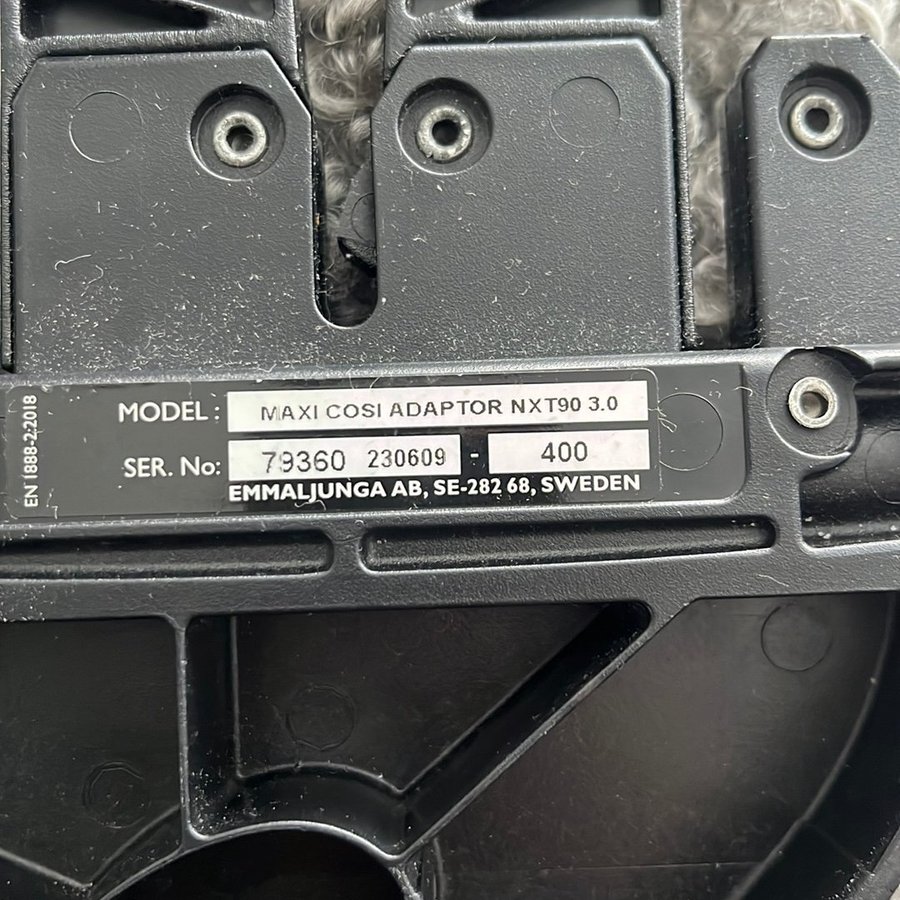 MODEL: MAXI COSI ADAPTOR NXT90 3.0
SER. No: 79360 230609 - 400
EMMALJUNGA AB, SE-282 68, SWEDEN
EN 1888-2:2018